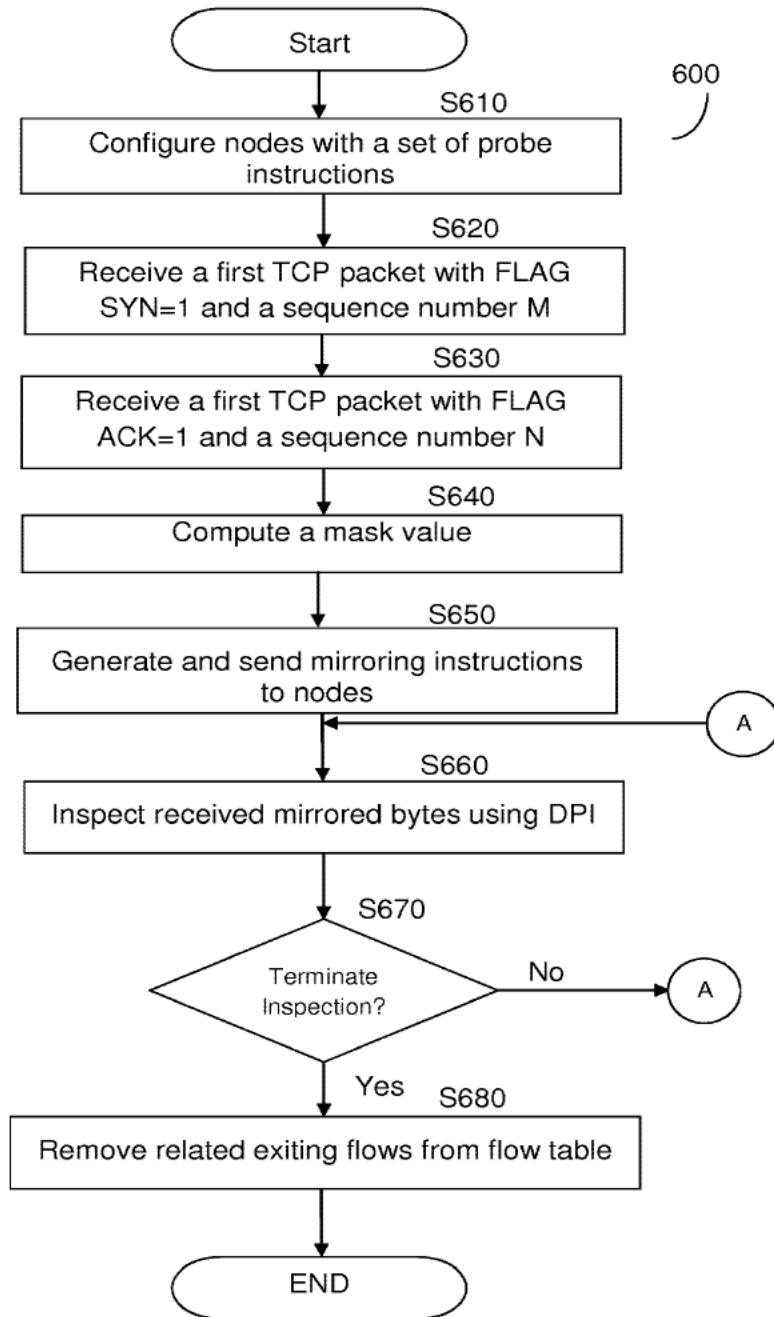 Start
600
S610
Configure nodes with a set of probe
instructions
S620
Receive a first TCP packet with FLAG
SYN=1 and a sequence number M
S630
Receive a first TCP packet with FLAG
ACK=1 and a sequence number N
S640
Compute a mask value
S650
Generate and send mirroring instructions
to nodes
A
S660
Inspect received mirrored bytes using DPI
S670
Terminate
Inspection?
No
A
Yes
S680
Remove related exiting flows from flow table
END